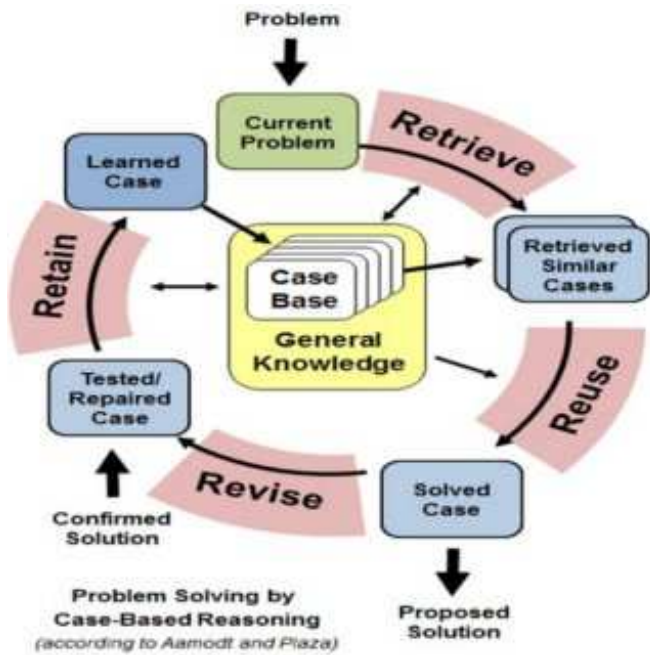 Problem
Current
Problem
Retrieve
Learned
Case
Retrieved
Similar
Cases
Case
Base
General
Knowledge
Retain
Reuse
Tested/
Repaired
Case
Revise
Solved
Case
Confirmed
Solution
Proposed
Solution
Problem Solving by
Case-Based Reasoning
(according to Aamodt and Plaza)